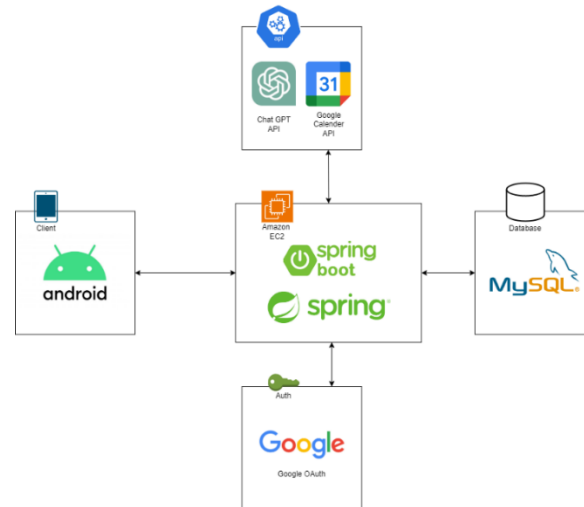 api
31
Chat GPT
API
Google
Calender
API
Client
android
Amazon
EC2
spring
boot
spring
Database
MySQL
Auth
Google
Google OAuth